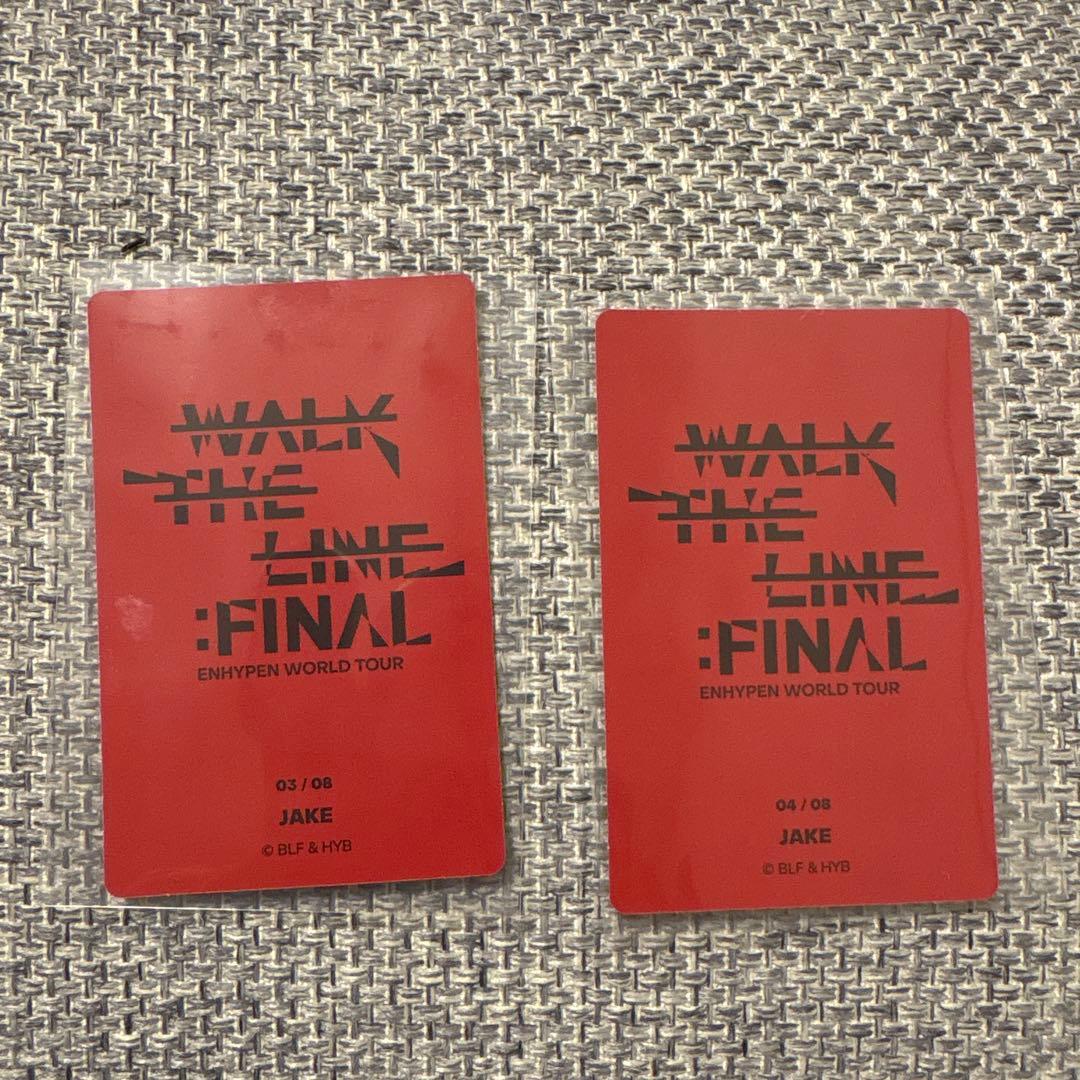 WALK
THE
LINE
:FINAL
ENHYPEN WORLD TOUR
03 / 08
JAKE
© BLF & HYB
WALK
THE
LINE
:FINAL
ENHYPEN WORLD TOUR
04 / 08
JAKE
© BLF & HYB